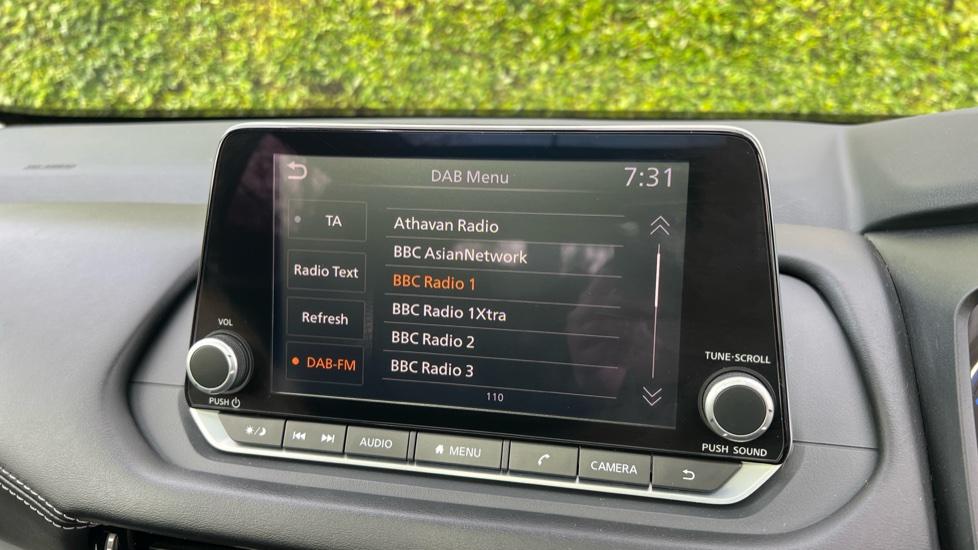 DAB Menu
7:31
TA
Radio Text
Refresh
DAB-FM
Athavan Radio
BBC AsianNetwork
BBC Radio 1
BBC Radio 1Xtra
BBC Radio 2
BBC Radio 3
110
VOL
PUSH
TUNE·SCROLL
PUSH SOUND
AUDIO
MENU
CAMERA